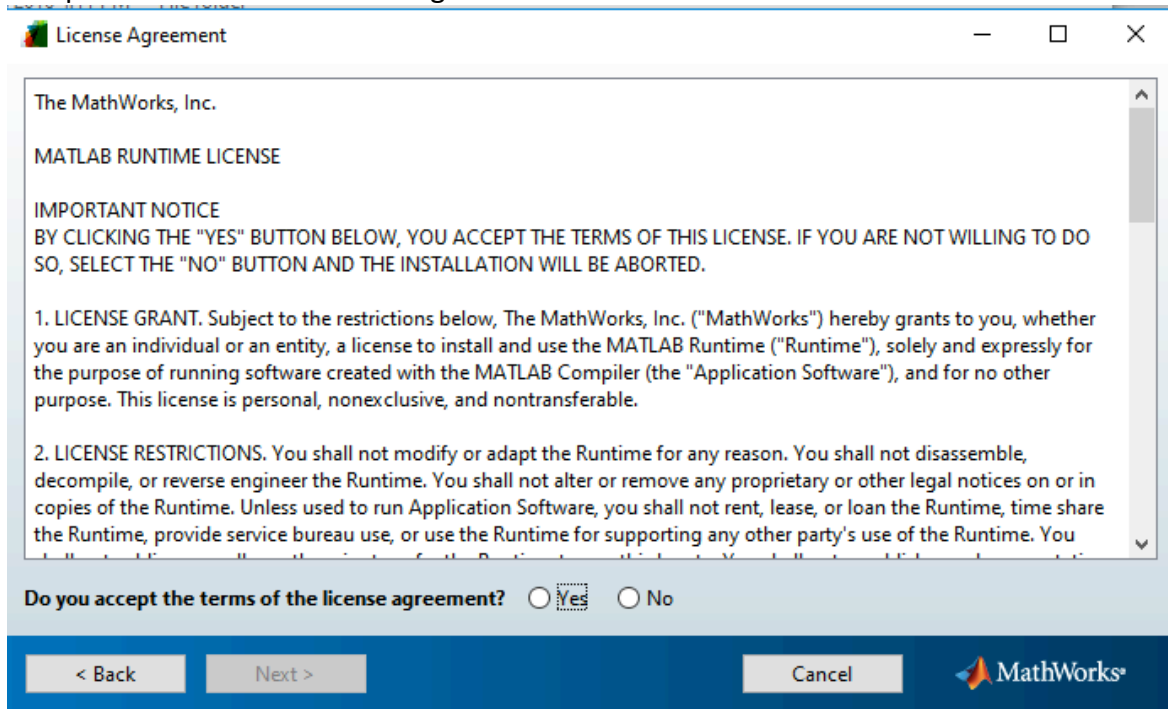 License Agreement
The MathWorks, Inc.
MATLAB RUNTIME LICENSE
IMPORTANT NOTICE
BY CLICKING THE "YES" BUTTON BELOW, YOU ACCEPT THE TERMS OF THIS LICENSE. IF YOU ARE NOT WILLING TO DO
SO, SELECT THE "NO" BUTTON AND THE INSTALLATION WILL BE ABORTED.
1. LICENSE GRANT. Subject to the restrictions below, The MathWorks, Inc. ("MathWorks") hereby grants to you, whether
you are an individual or an entity, a license to install and use the MATLAB Runtime ("Runtime"), solely and expressly for
the purpose of running software created with the MATLAB Compiler (the "Application Software"), and for no other
purpose. This license is personal, nonexclusive, and nontransferable.
2. LICENSE RESTRICTIONS. You shall not modify or adapt the Runtime for any reason. You shall not disassemble,
decompile, or reverse engineer the Runtime. You shall not alter or remove any proprietary or other legal notices on or in
copies of the Runtime. Unless used to run Application Software, you shall not rent, lease, or loan the Runtime, time share
the Runtime, provide service bureau use, or use the Runtime for supporting any other party's use of the Runtime. You
Do you accept the terms of the license agreement? Yes No
< Back Next > Cancel MathWorks®